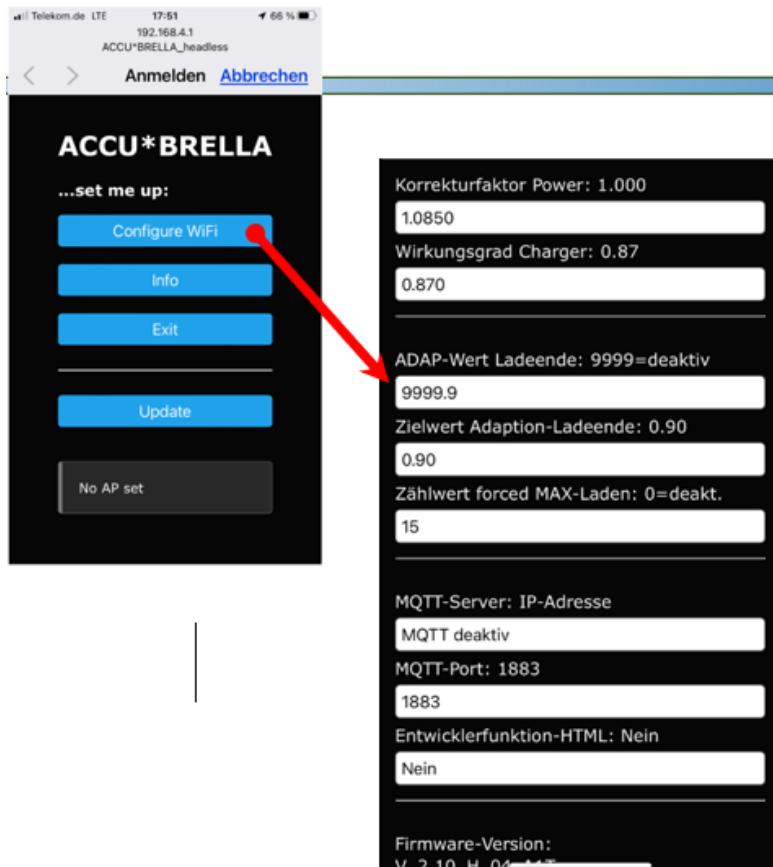 Telekom.de LTE 17:51 66 %
192.168.4.1
ACCU*BRELLA_headless
Anmelden Abbrechen
ACCU*BRELLA
...set me up:
Configure WiFi
Info
Exit
Update
No AP set
Korrekturfaktor Power: 1.000
1.0850
Wirkungsgrad Charger: 0.87
0.870
ADAP-Wert Ladeende: 9999=deaktiv
9999.9
Zielwert Adaption-Ladeende: 0.90
0.90
Zählwert forced MAX-Laden: 0=deakt.
15
MQTT-Server: IP-Adresse
MQTT deaktiv
MQTT-Port: 1883
1883
Entwicklerfunktion-HTML: Nein
Nein
Firmware-Version: